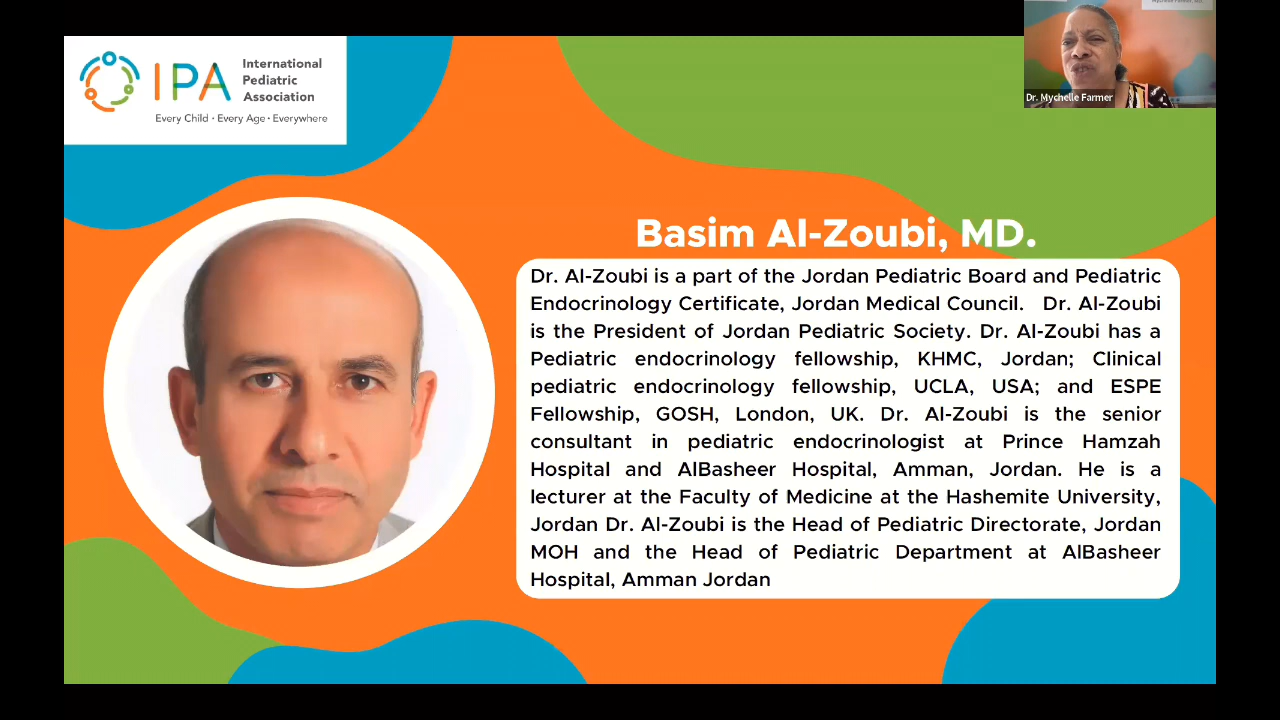 IPA
International
Pediatric
Association
Every Child • Every Age • Everywhere
Dr. Mychelle Farmer
Basim Al-Zoubi, MD.
Dr. Al-Zoubi is a part of the Jordan Pediatric Board and Pediatric
Endocrinology Certificate, Jordan Medical Council. Dr. Al-Zoubi
is the President of Jordan Pediatric Society. Dr. Al-Zoubi has a
Pediatric endocrinology fellowship, KHMC, Jordan; Clinical
pediatric endocrinology fellowship, UCLA, USA; and ESPE
Fellowship, GOSH, London, UK. Dr. Al-Zoubi is the senior
consultant in pediatric endocrinologist at Prince Hamzah
Hospital and AlBasheer Hospital, Amman, Jordan. He is a
lecturer at the Faculty of Medicine at the Hashemite University,
Jordan Dr. Al-Zoubi is the Head of Pediatric Directorate, Jordan
MOH and the Head of Pediatric Department at AlBasheer
Hospital, Amman Jordan